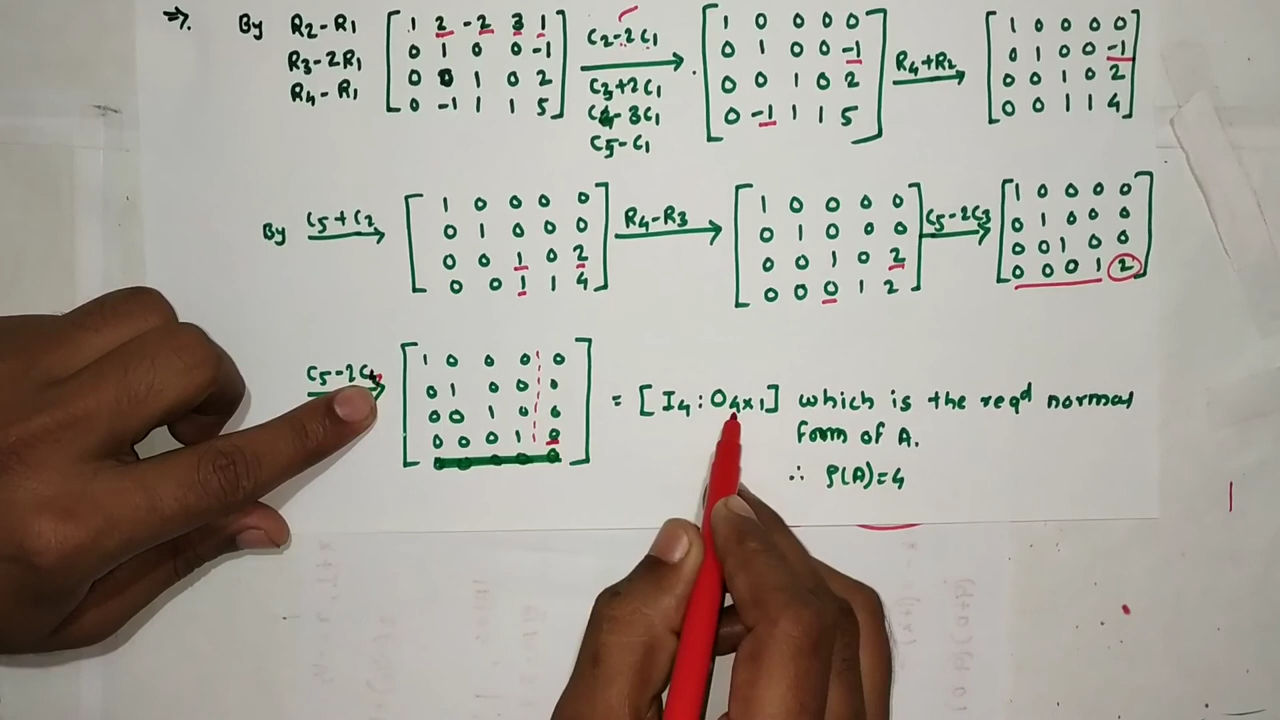 ⇒. By R2-R1 [1 2 -2 3 1] C2-2C1 [1 0 0 0 0] [1 0 0 0 0]
R3-2R1 [0 1 0 0 -1] [0 1 0 0 -1] R4+R2 [0 1 0 0 -1]
R4-R1 [0 0 1 0 2] C3+2C1 [0 0 1 0 2] [0 0 1 0 2]
[0 -1 1 1 5] C4-3C1 [0 -1 1 1 5] [0 0 1 1 4]
C5-C1
By C5+C2 [1 0 0 0 0] R4-R3 [1 0 0 0 0] C5-2C3 [1 0 0 0 0]
[0 1 0 0 0] [0 1 0 0 0] [0 1 0 0 0]
[0 0 1 0 2] [0 0 1 0 2] [0 0 1 0 0]
[0 0 1 1 4] [0 0 0 1 2] [0 0 0 1 2]
C5-2C4 [1 0 0 0 0]
[0 1 0 0 0] = [I4 : O4×1] which is the reqd normal
[0 0 1 0 0] form of A.
[0 0 0 1 0]
∴ ρ(A)=4